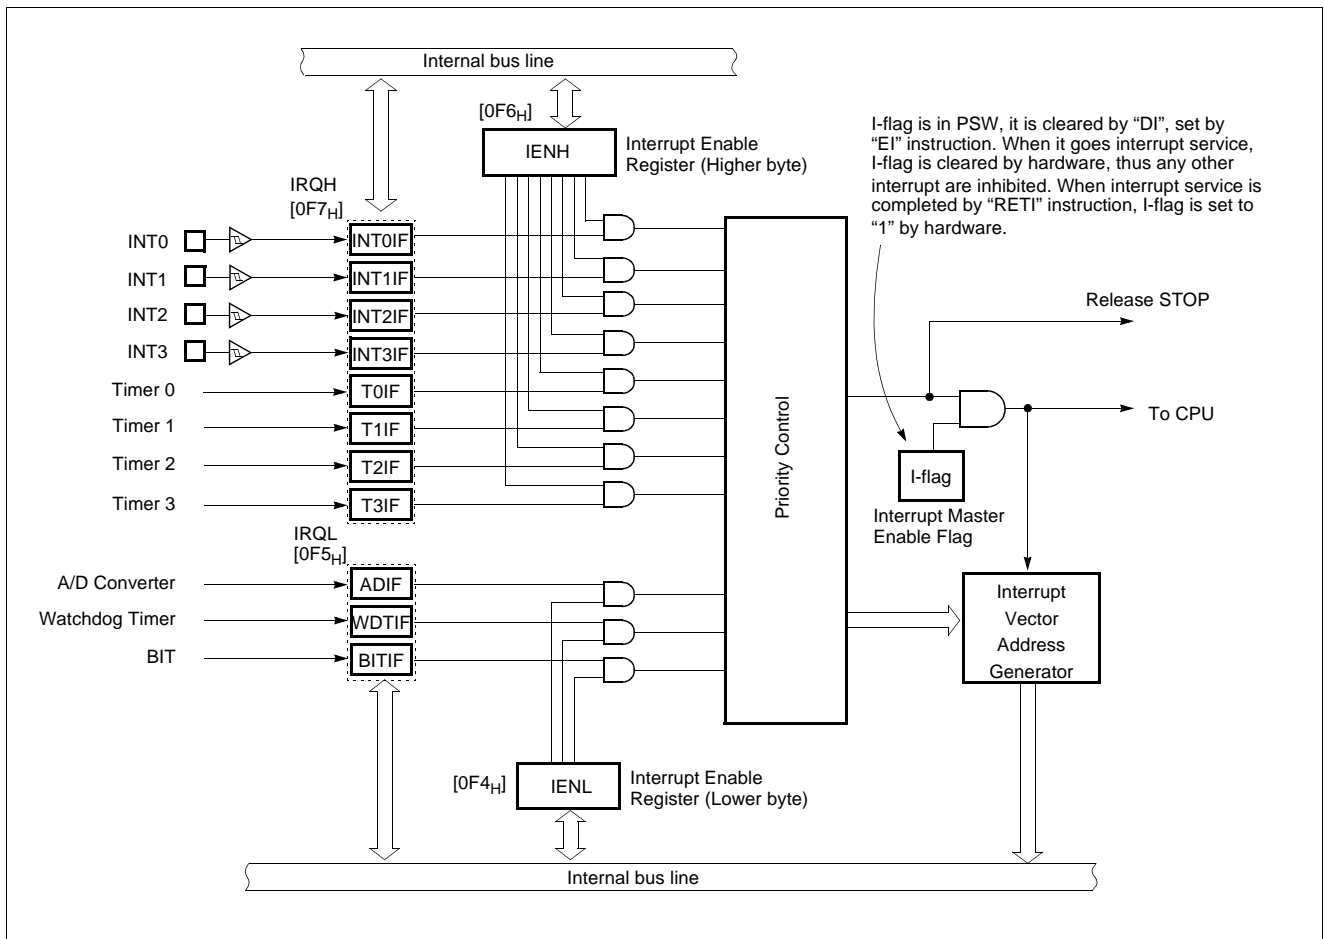 Internal bus line
[0F6H]
IENH
Interrupt Enable
Register (Higher byte)
I-flag is in PSW, it is cleared by “DI”, set by
“EI” instruction. When it goes interrupt service,
I-flag is cleared by hardware, thus any other
interrupt are inhibited. When interrupt service is
completed by “RETI” instruction, I-flag is set to
“1” by hardware.
IRQH
[0F7H]
INT0
INT0IF
INT1
INT1IF
INT2
INT2IF
INT3
INT3IF
Timer 0
T0IF
Timer 1
T1IF
Timer 2
T2IF
Timer 3
T3IF
Priority Control
Release STOP
To CPU
I-flag
Interrupt Master
Enable Flag
IRQL
[0F5H]
A/D Converter
ADIF
Watchdog Timer
WDTIF
BIT
BITIF
Interrupt
Vector
Address
Generator
[0F4H]
IENL
Interrupt Enable
Register (Lower byte)
Internal bus line